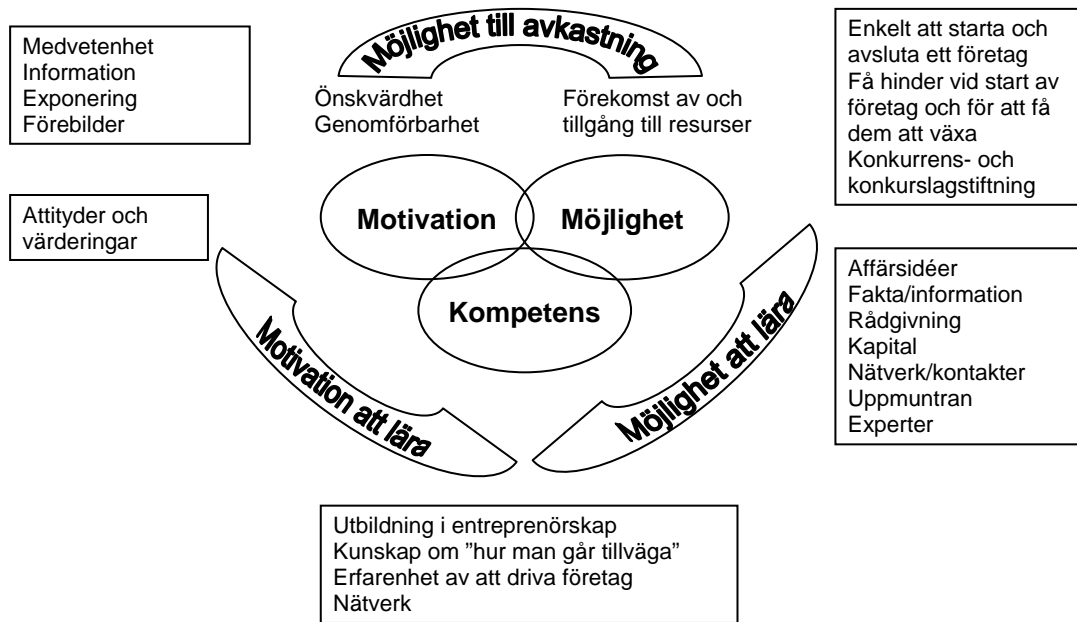 Medvetenhet
Information
Exponering
Förebilder
Möjlighet till avkastning
Önskvärdhet
Genomförbarhet
Förekomst av och
tillgång till resurser
Enkelt att starta och
avsluta ett företag
Få hinder vid start av
företag och för att få
dem att växa
Konkurrens- och
konkurslagstiftning
Attityder och
värderingar
Motivation
Möjlighet
Kompetens
Motivation att lära
Möjlighet att lära
Affärsidéer
Fakta/information
Rådgivning
Kapital
Nätverk/kontakter
Uppmuntran
Experter
Utbildning i entreprenörskap
Kunskap om ”hur man går tillväga”
Erfarenhet av att driva företag
Nätverk